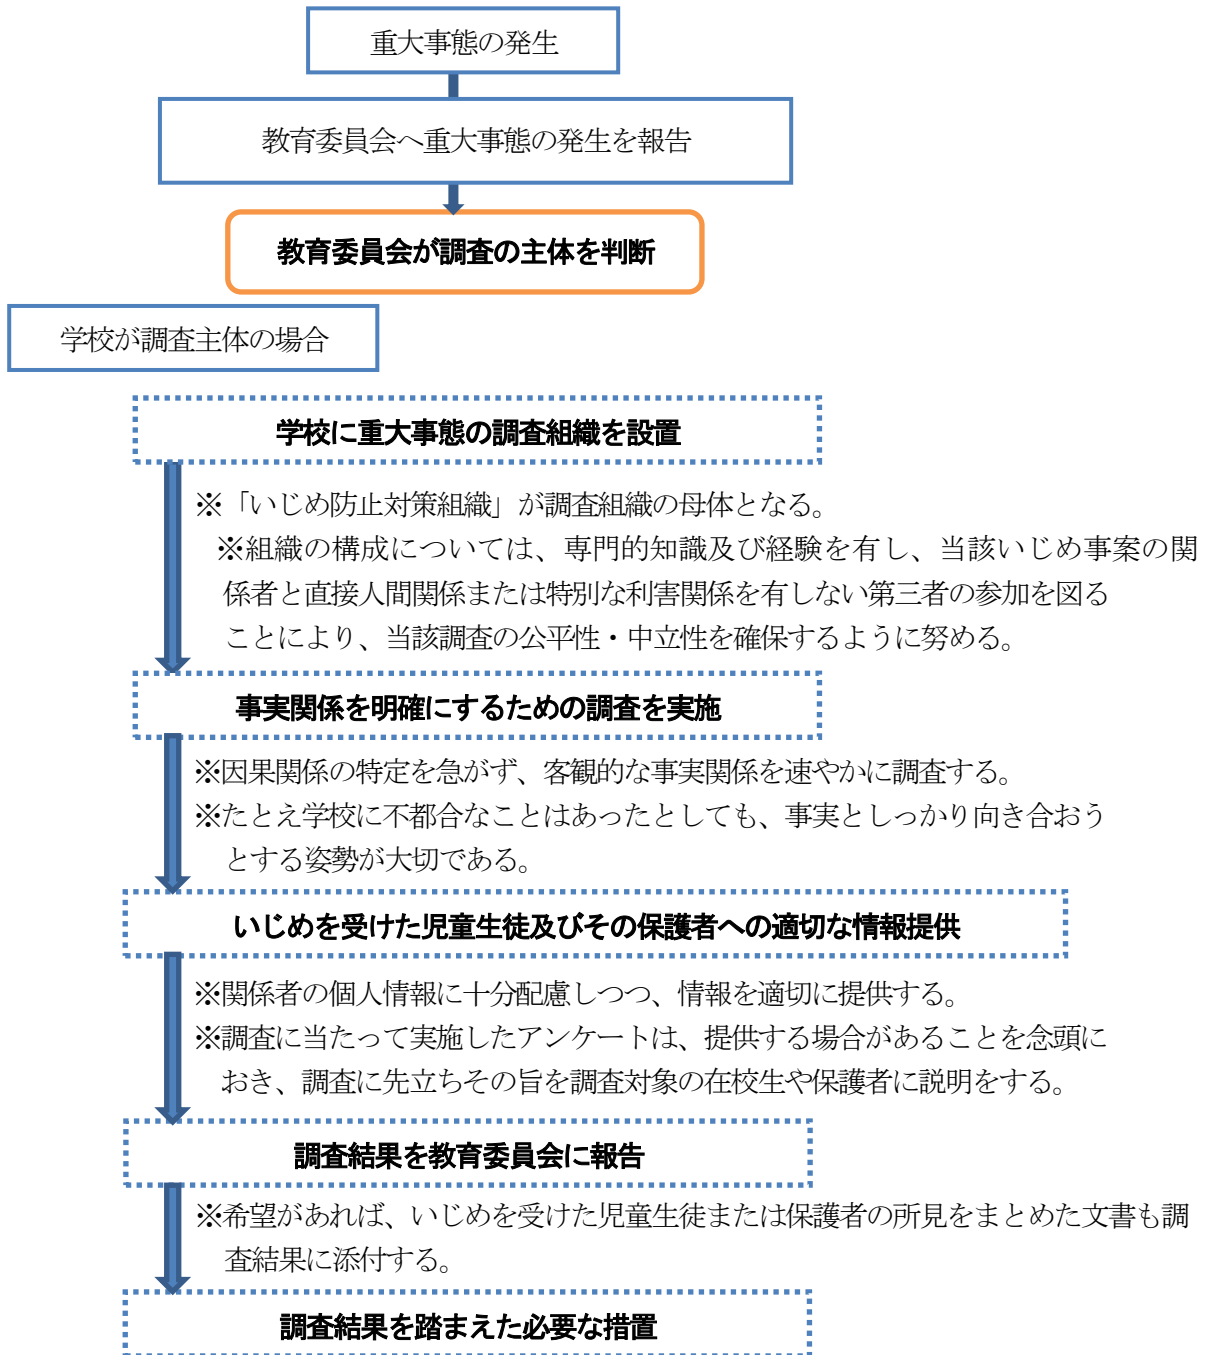 重大事態の発生
教育委員会へ重大事態の発生を報告
教育委員会が調査の主体を判断
学校が調査主体の場合
学校に重大事態の調査組織を設置
※「いじめ防止対策組織」が調査組織の母体となる。
※組織の構成については、専門的知識及び経験を有し、当該いじめ事案の関
係者と直接人間関係または特別な利害関係を有しない第三者の参加を図る
ことにより、当該調査の公平性・中立性を確保するように努める。
事実関係を明確にするための調査を実施
※因果関係の特定を急がず、客観的な事実関係を速やかに調査する。
※たとえ学校に不都合なことはあったとしても、事実としっかり向き合おう
とする姿勢が大切である。
いじめを受けた児童生徒及びその保護者への適切な情報提供
※関係者の個人情報に十分配慮しつつ、情報を適切に提供する。
※調査に当たって実施したアンケートは、提供する場合があることを念頭に
おき、調査に先立ちその旨を調査対象の在校生や保護者に説明をする。
調査結果を教育委員会に報告
※希望があれば、いじめを受けた児童生徒または保護者の所見をまとめた文書も調
査結果に添付する。
調査結果を踏まえた必要な措置